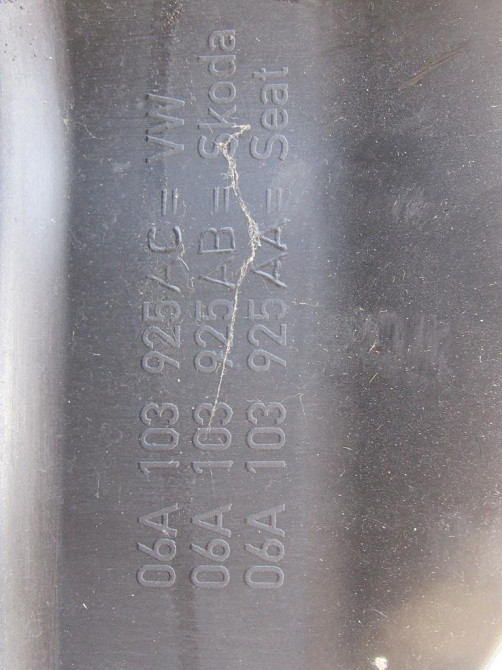 06A 103 925 AC = VW
06A 103 925 AB = Skoda
06A 103 925 AA = Seat